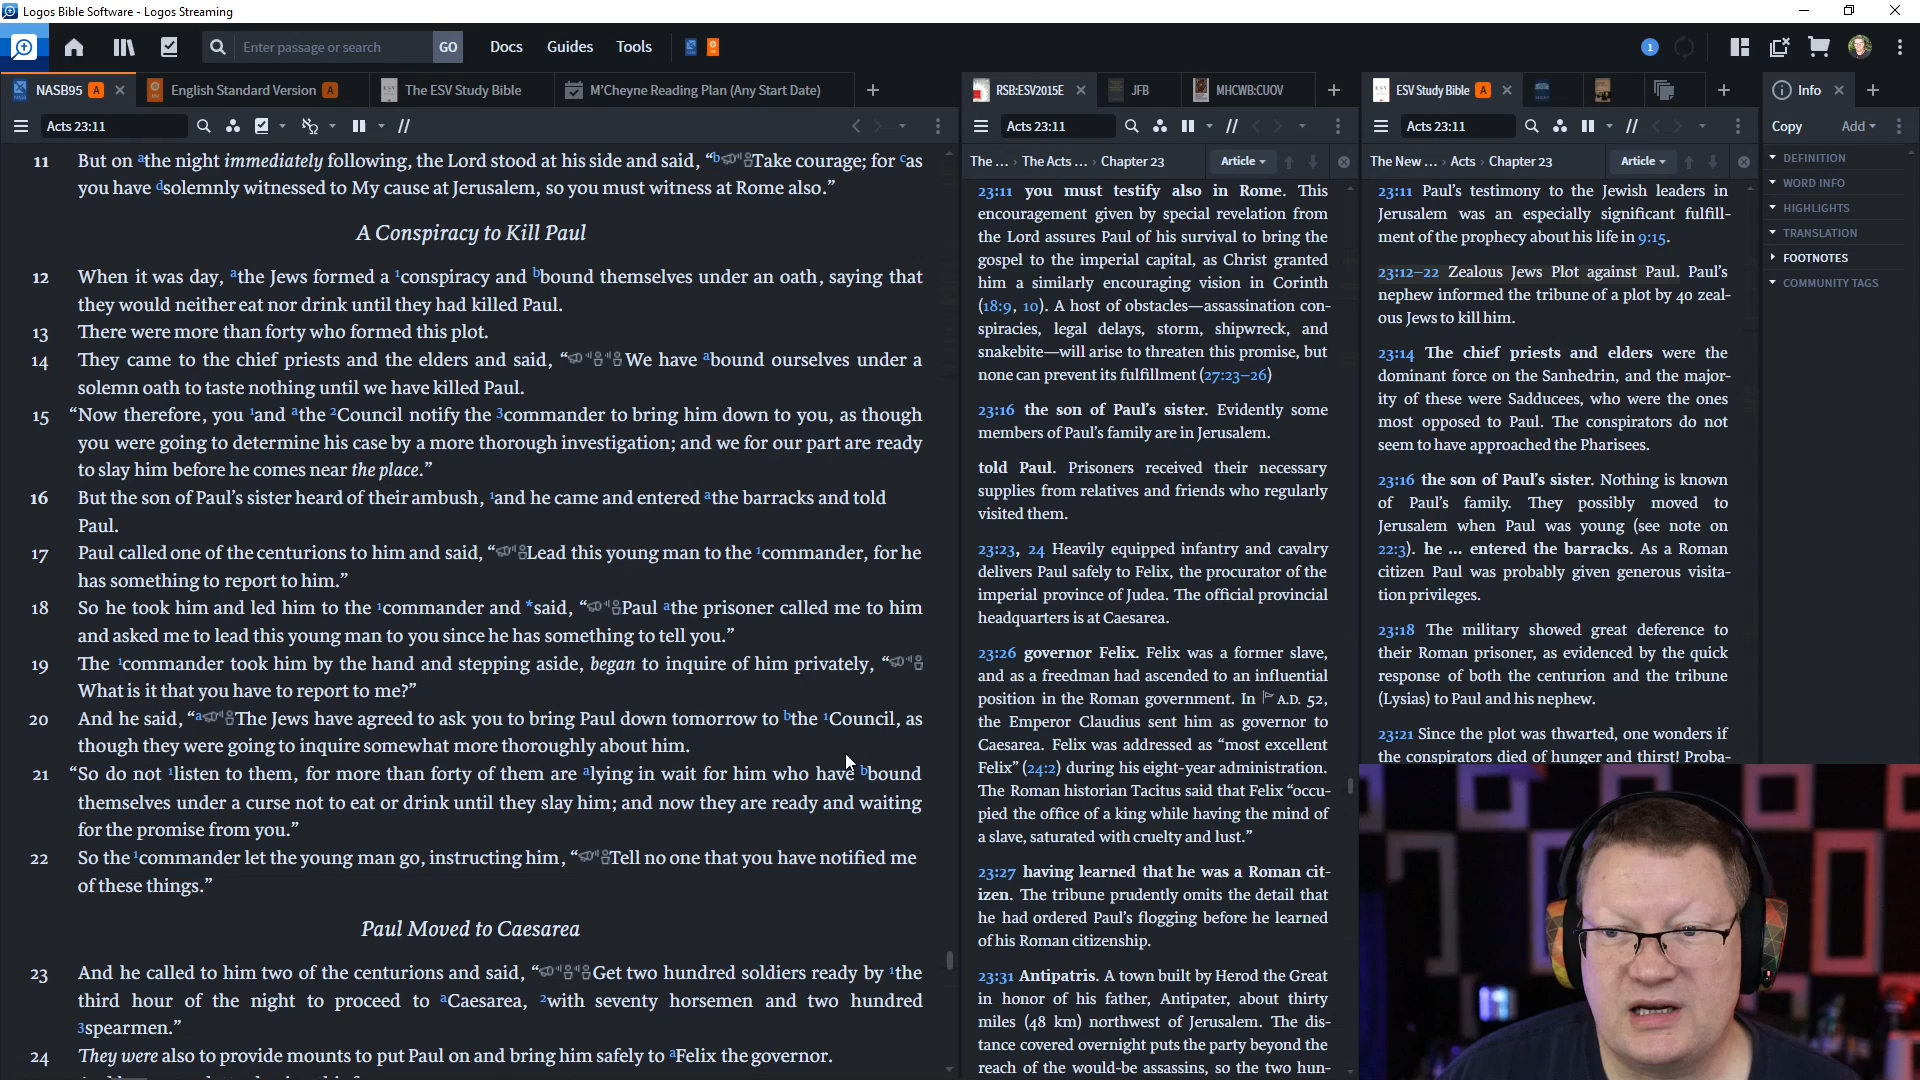 Logos Bible Software - Logos Streaming
Enter passage or search
GO
Docs
Guides
Tools
1
NASB95 A
English Standard Version A
The ESV Study Bible
M'Cheyne Reading Plan (Any Start Date)
RSB:ESV2015E
JFB
MHCWB:CUOV
ESV Study Bible A
Info
Acts 23:11
Acts 23:11
Acts 23:11
Copy
Add
11 But on athe night immediately following, the Lord stood at his side and said, “bTake courage; for cas
you have dsolemnly witnessed to My cause at Jerusalem, so you must witness at Rome also.”
A Conspiracy to Kill Paul
12 When it was day, athe Jews formed a 1conspiracy and bbound themselves under an oath, saying that
they would neither eat nor drink until they had killed Paul.
13 There were more than forty who formed this plot.
14 They came to the chief priests and the elders and said, “We have abound ourselves under a
solemn oath to taste nothing until we have killed Paul.
15 “Now therefore, you 1and athe 2Council notify the 3commander to bring him down to you, as though
you were going to determine his case by a more thorough investigation; and we for our part are ready
to slay him before he comes near the place.”
16 But the son of Paul’s sister heard of their ambush, 1and he came and entered athe barracks and told
Paul.
17 Paul called one of the centurions to him and said, “Lead this young man to the 1commander, for he
has something to report to him.”
18 So he took him and led him to the 1commander and *said, “Paul athe prisoner called me to him
and asked me to lead this young man to you since he has something to tell you.”
19 The 1commander took him by the hand and stepping aside, began to inquire of him privately, “
What is it that you have to report to me?”
20 And he said, “aThe Jews have agreed to ask you to bring Paul down tomorrow to bthe 1Council, as
though they were going to inquire somewhat more thoroughly about him.
21 “So do not 1listen to them, for more than forty of them are alying in wait for him who have bbound
themselves under a curse not to eat or drink until they slay him; and now they are ready and waiting
for the promise from you.”
22 So the 1commander let the young man go, instructing him, “Tell no one that you have notified me
of these things.”
Paul Moved to Caesarea
23 And he called to him two of the centurions and said, “Get two hundred soldiers ready by 1the
third hour of the night to proceed to aCaesarea, 2with seventy horsemen and two hundred
3spearmen.”
24 They were also to provide mounts to put Paul on and bring him safely to aFelix the governor.
The ... › The Acts ... › Chapter 23
Article
23:11 you must testify also in Rome. This
encouragement given by special revelation from
the Lord assures Paul of his survival to bring the
gospel to the imperial capital, as Christ granted
him a similarly encouraging vision in Corinth
(18:9, 10). A host of obstacles—assassination con-
spiracies, legal delays, storm, shipwreck, and
snakebite—will arise to threaten this promise, but
none can prevent its fulfillment (27:23–26)
23:16 the son of Paul’s sister. Evidently some
members of Paul’s family are in Jerusalem.
told Paul. Prisoners received their necessary
supplies from relatives and friends who regularly
visited them.
23:23, 24 Heavily equipped infantry and cavalry
delivers Paul safely to Felix, the procurator of the
imperial province of Judea. The official provincial
headquarters is at Caesarea.
23:26 governor Felix. Felix was a former slave,
and as a freedman had ascended to an influential
position in the Roman government. In A.D. 52,
the Emperor Claudius sent him as governor to
Caesarea. Felix was addressed as “most excellent
Felix” (24:2) during his eight-year administration.
The Roman historian Tacitus said that Felix “occu-
pied the office of a king while having the mind of
a slave, saturated with cruelty and lust.”
23:27 having learned that he was a Roman cit-
izen. The tribune prudently omits the detail that
he had ordered Paul’s flogging before he learned
of his Roman citizenship.
23:31 Antipatris. A town built by Herod the Great
in honor of his father, Antipater, about thirty
miles (48 km) northwest of Jerusalem. The dis-
tance covered overnight puts the party beyond the
reach of the would-be assassins, so the two hun-
The New ... › Acts › Chapter 23
Article
23:11 Paul’s testimony to the Jewish leaders in
Jerusalem was an especially significant fulfill-
ment of the prophecy about his life in 9:15.
23:12–22 Zealous Jews Plot against Paul. Paul’s
nephew informed the tribune of a plot by 40 zeal-
ous Jews to kill him.
23:14 The chief priests and elders were the
dominant force on the Sanhedrin, and the major-
ity of these were Sadducees, who were the ones
most opposed to Paul. The conspirators do not
seem to have approached the Pharisees.
23:16 the son of Paul’s sister. Nothing is known
of Paul’s family. They possibly moved to
Jerusalem when Paul was young (see note on
22:3). he ... entered the barracks. As a Roman
citizen Paul was probably given generous visita-
tion privileges.
23:18 The military showed great deference to
their Roman prisoner, as evidenced by the quick
response of both the centurion and the tribune
(Lysias) to Paul and his nephew.
23:21 Since the plot was thwarted, one wonders if
the conspirators died of hunger and thirst! Proba-
DEFINITION
WORD INFO
HIGHLIGHTS
TRANSLATION
FOOTNOTES
COMMUNITY TAGS